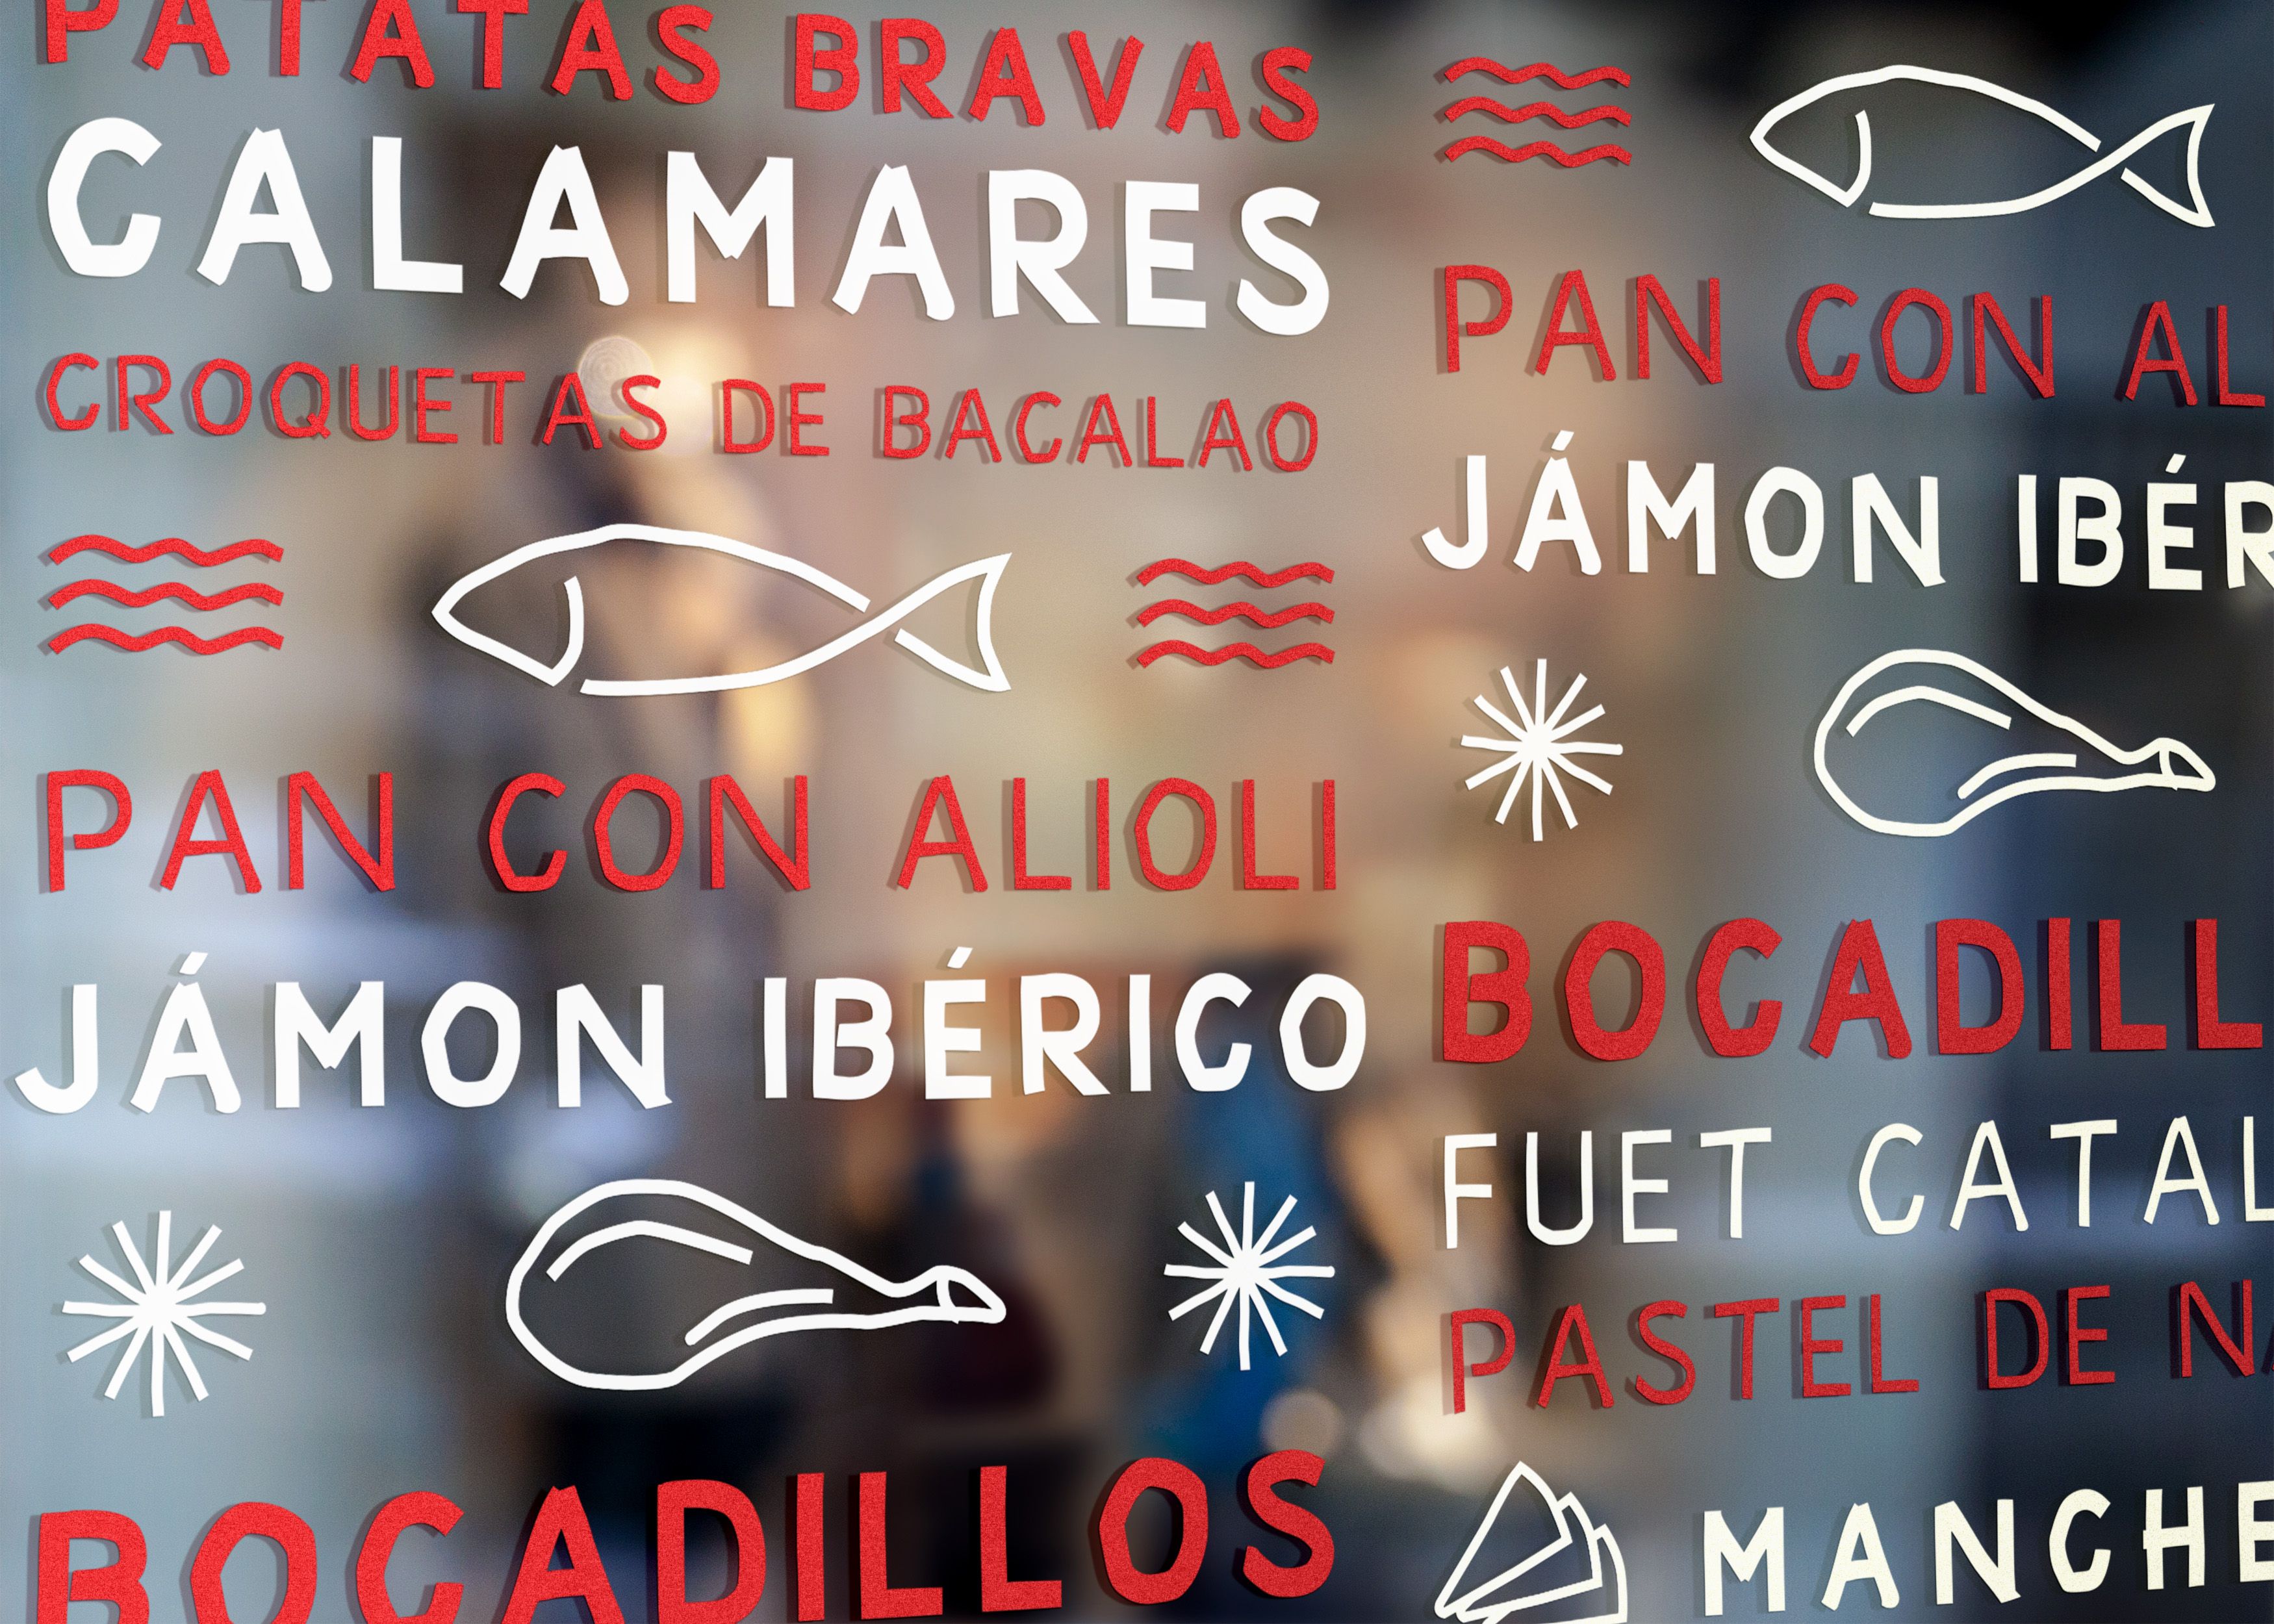 PATATAS BRAVAS
CALAMARES
CROQUETAS DE BACALAO
PAN CON ALIOLI
JÁMON IBÉRICO
BOCADILLOS
PAN CON AL
JÁMON IBÉR
BOCADILL
FUET CATAL
PASTEL DE NA
MANCHE